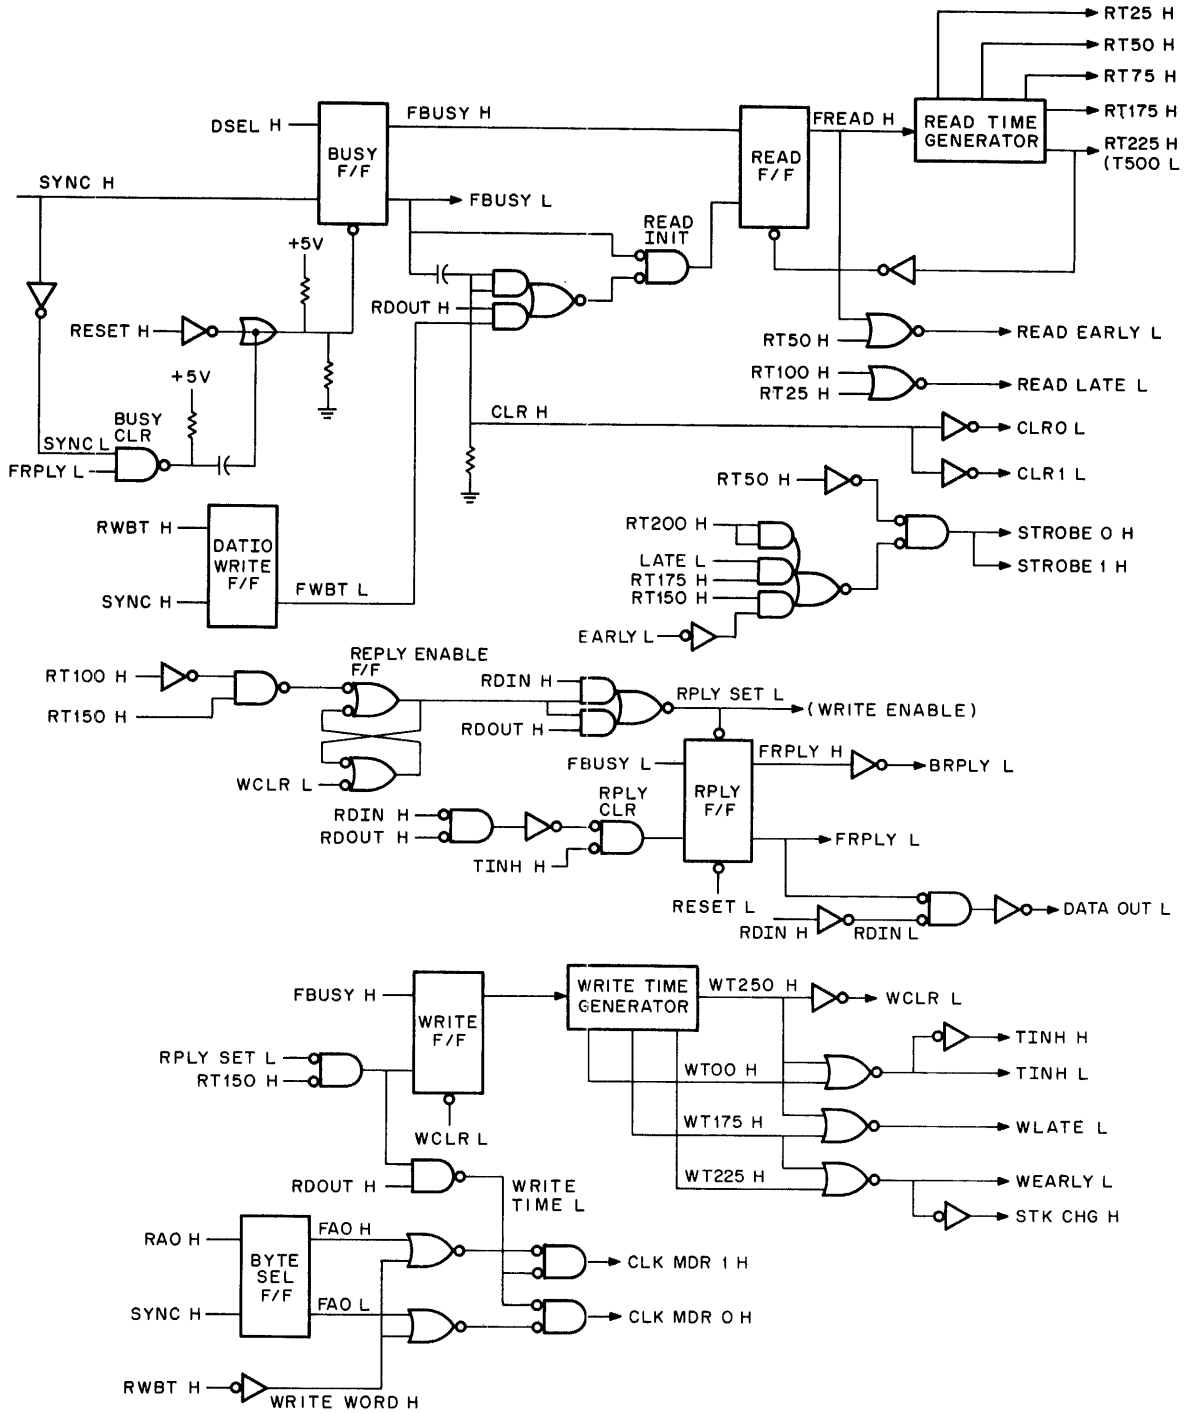 RT25 H
RT50 H
RT75 H
RT175 H
RT225 H
(T500 L
DSEL H
FBUSY H
BUSY
F/F
READ
F/F
FREAD H
READ TIME
GENERATOR
SYNC H
FBUSY L
READ
INIT
+5V
RDOUT H
RESET H
+5V
BUSY
CLR
SYNC L
FRPLY L
RT50 H
READ EARLY L
RT100 H
RT25 H
READ LATE L
CLR H
CLR0 L
CLR1 L
RWBT H
DATIO
WRITE
F/F
SYNC H
FWBT L
RT50 H
RT200 H
LATE L
RT175 H
RT150 H
EARLY L
STROBE 0 H
STROBE 1 H
RT100 H
RT150 H
REPLY ENABLE
F/F
WCLR L
RDIN H
RDOUT H
RPLY SET L
(WRITE ENABLE)
FBUSY L
RPLY
F/F
FRPLY H
BRPLY L
RDIN H
RDOUT H
RPLY
CLR
TINH H
FRPLY L
RESET L
RDIN H
RDIN L
DATA OUT L
FBUSY H
WRITE
F/F
WRITE TIME
GENERATOR
WT250 H
WCLR L
RPLY SET L
RT150 H
WT00 H
TINH H
TINH L
WCLR L
WT175 H
WLATE L
RDOUT H
WRITE
TIME L
WT225 H
WEARLY L
STK CHG H
RA0 H
BYTE
SEL
F/F
FA0 H
CLK MDR 1 H
SYNC H
FA0 L
CLK MDR 0 H
RWBT H
WRITE WORD H